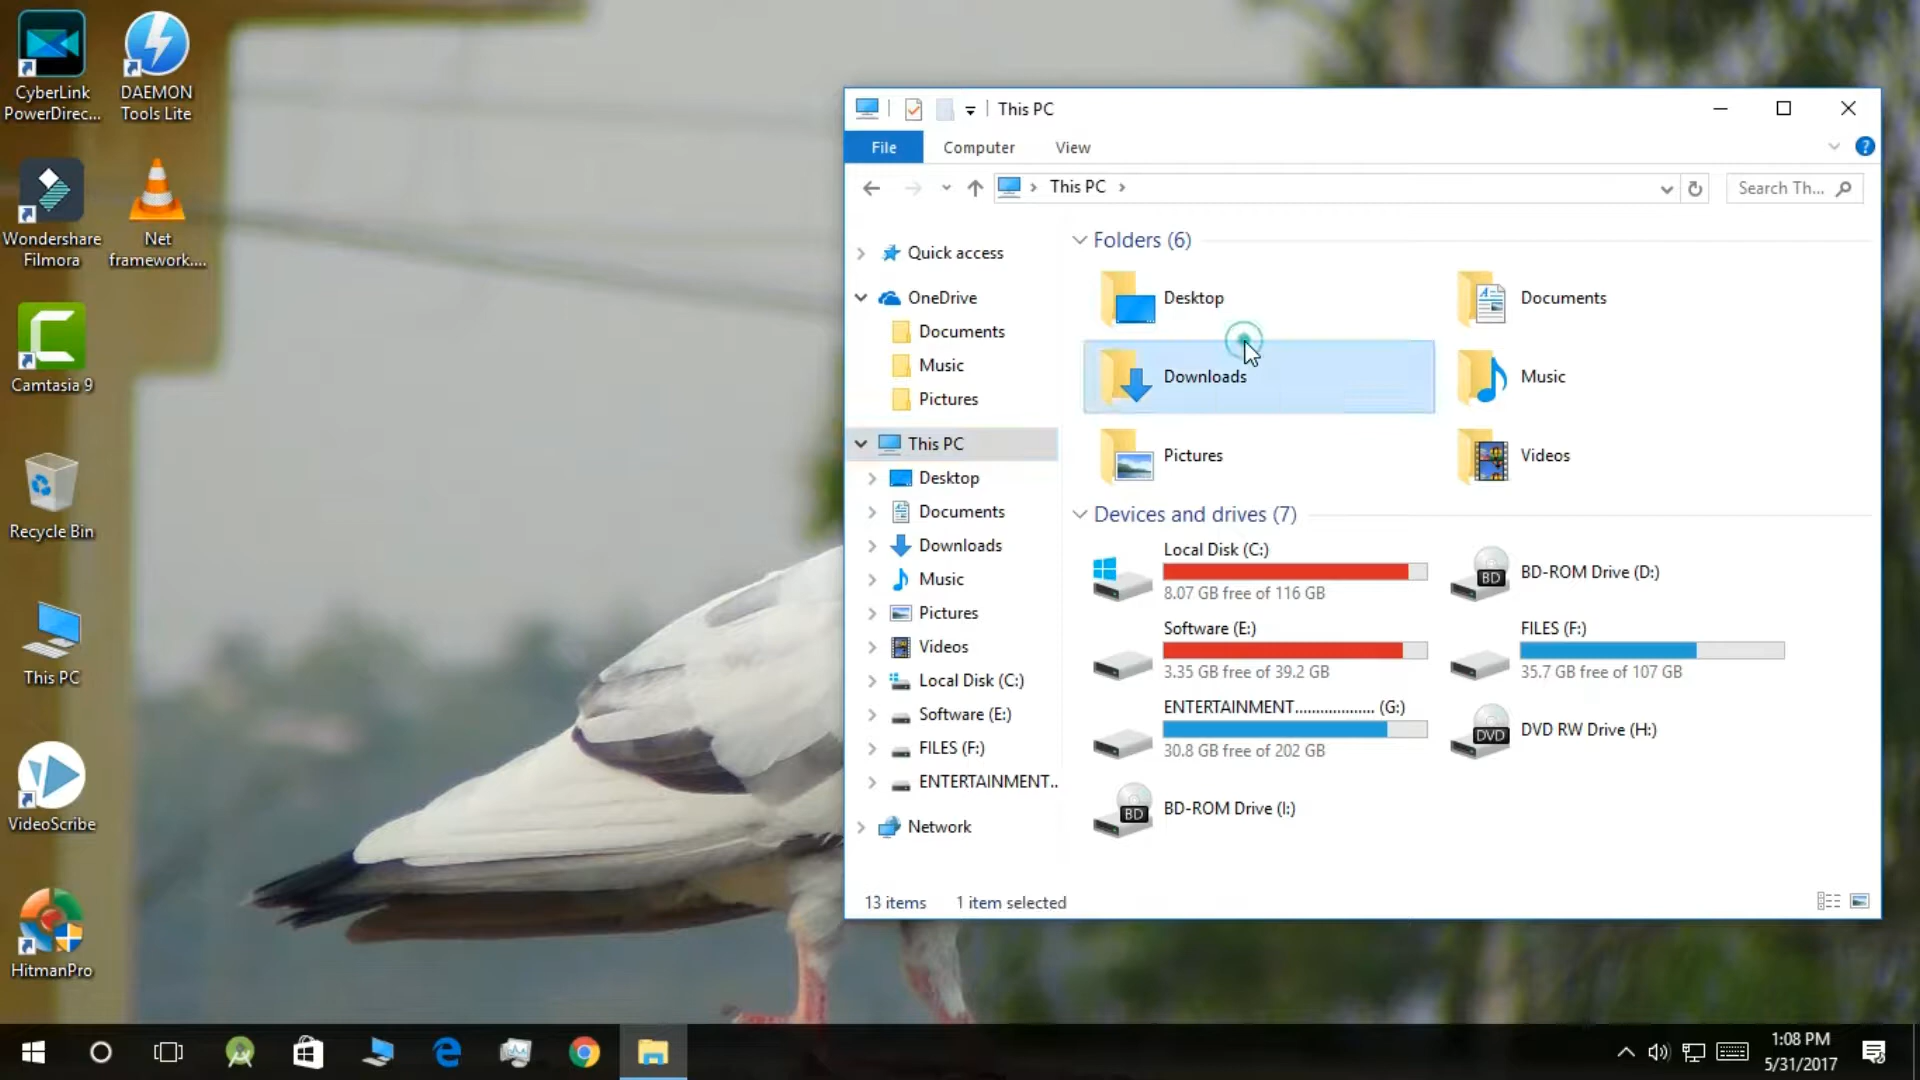 CyberLink
PowerDirec...
DAEMON
Tools Lite
Wondershare
Filmora
Net
framework....
Camtasia 9
Recycle Bin
This PC
VideoScribe
HitmanPro
This PC
File
Computer
View
This PC
Search Th...
Quick access
OneDrive
Documents
Music
Pictures
This PC
Desktop
Documents
Downloads
Music
Pictures
Videos
Local Disk (C:)
Software (E:)
FILES (F:)
ENTERTAINMENT..
Network
Folders (6)
Desktop
Documents
Downloads
Music
Pictures
Videos
Devices and drives (7)
Local Disk (C:)
8.07 GB free of 116 GB
BD
BD-ROM Drive (D:)
Software (E:)
3.35 GB free of 39.2 GB
FILES (F:)
35.7 GB free of 107 GB
ENTERTAINMENT................... (G:)
30.8 GB free of 202 GB
DVD
DVD RW Drive (H:)
BD
BD-ROM Drive (I:)
13 items
1 item selected
1:08 PM
5/31/2017